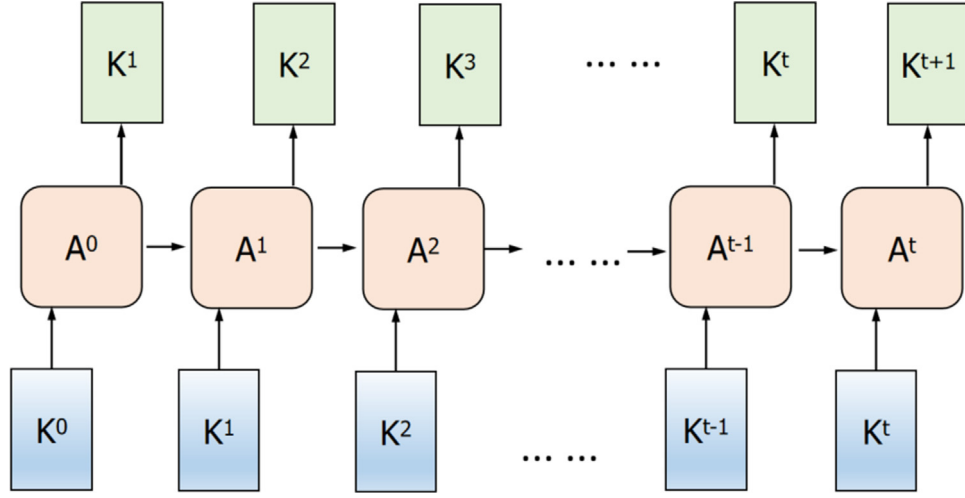 K¹ K² K³ ... ... Kᵗ Kᵗ⁺¹
A⁰ A¹ A² ... ... Aᵗ⁻¹ Aᵗ
K⁰ K¹ K² ... ... Kᵗ⁻¹ Kᵗ